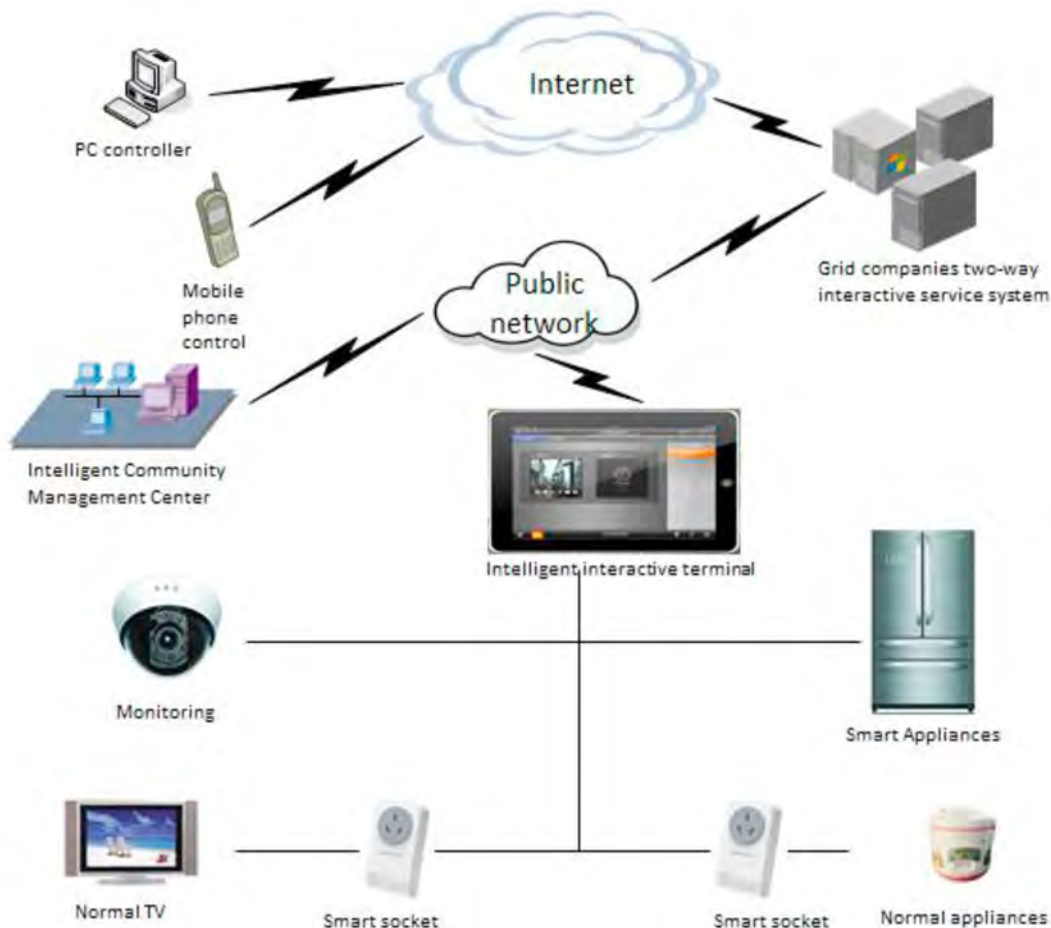 Internet
PC controller
Grid companies two-way
interactive service system
Public
network
Mobile
phone
control
Intelligent Community
Management Center
Intelligent interactive terminal
Monitoring
Smart Appliances
Normal TV
Smart socket
Smart socket
Normal appliances